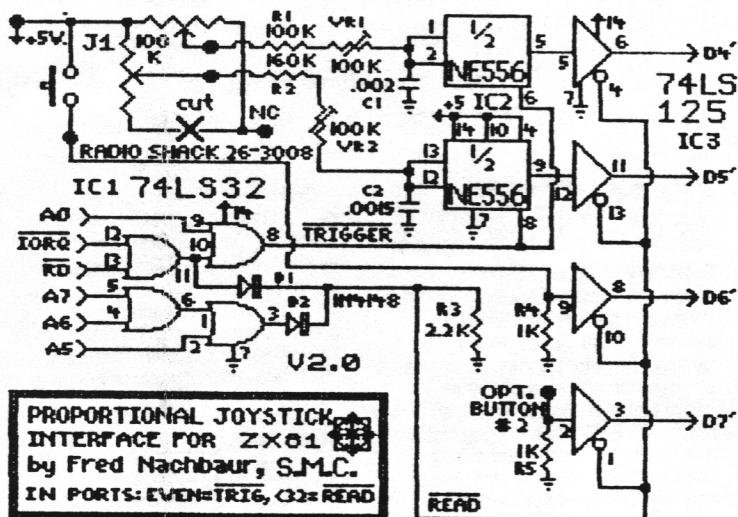 +5V.
J1
100
K
R1
100K
VR1
100K
160K
R2
cut
NC
100K
VR2
.002
C1
C2
.0015
1
2
1/2
NE556
5
6
+5 IC2
14
10
4
13
12
1/2
NE556
9
7
8
14
6
5
7
4
D4'
74LS
125
IC3
11
12
13
D5'
RADIO SHACK 26-3008
IC1 74LS32
A0
IORQ
RD
A7
A6
A5
12
13
11
9
10
14
8
TRIGGER
5
4
6
1
2
3
7
D1
D2
1N4148
V2.0
R3
2.2K
R4
1K
9
8
10
D6'
OPT.
BUTTON
#2
1K
R5
2
3
1
D7'
READ
PROPORTIONAL JOYSTICK
INTERFACE FOR ZX81
by Fred Nachbaur, S.M.C.
IN PORTS: EVEN=TRIG, <32=READ